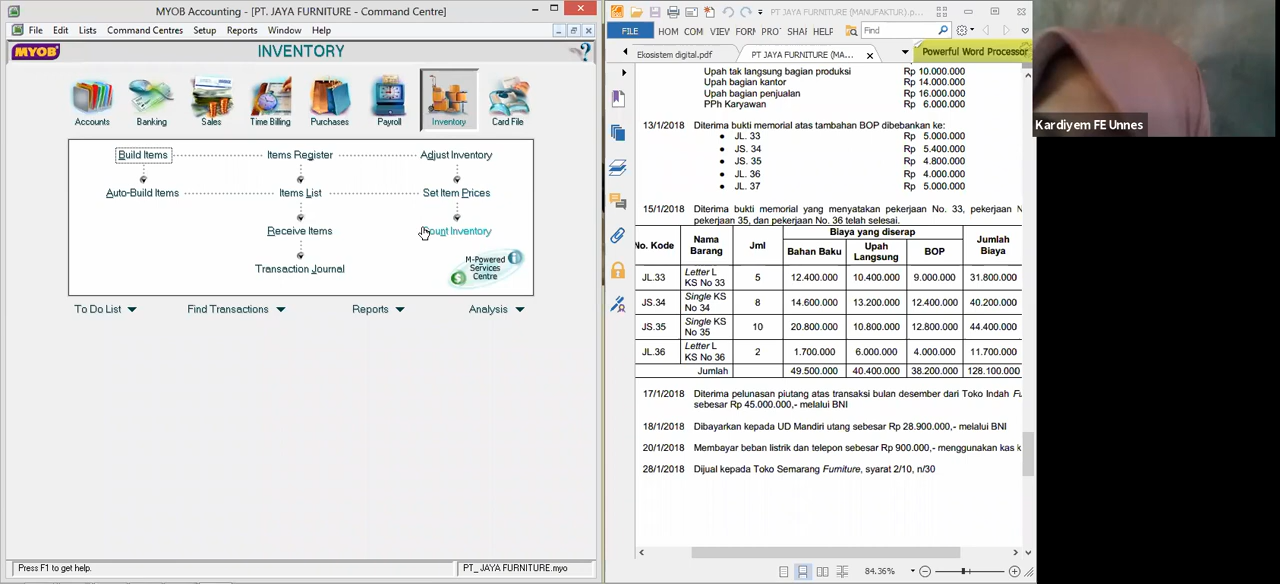 MYOB Accounting - [PT. JAYA FURNITURE - Command Centre]
File Edit Lists Command Centres Setup Reports Window Help
MYOB INVENTORY
Accounts Banking Sales Time Billing Purchases Payroll Inventory Card File
Build Items Items Register Adjust Inventory
Auto-Build Items Items List Set Item Prices
Receive Items Count Inventory
Transaction Journal
M-Powered
Services
Centre
To Do List Find Transactions Reports Analysis
Press F1 to get help. PT_ JAYA FURNITURE.myo
PT JAYA FURNITURE (MANUFAKTUR).p...
FILE HOM COM VIEV FORM PRO SHAF HELP Find
Ekosistem digital.pdf PT JAYA FURNITURE (MA... Powerful Word Processor
Upah tak langsung bagian produksi Rp 10.000.000
Upah bagian kantor Rp 14.000.000
Upah bagian penjualan Rp 16.000.000
PPh Karyawan Rp 6.000.000
13/1/2018 Diterima bukti memorial atas tambahan BOP dibebankan ke:
• JL. 33 Rp 5.000.000
• JS. 34 Rp 5.400.000
• JS. 35 Rp 4.800.000
• JL. 36 Rp 4.000.000
• JL. 37 Rp 5.000.000
15/1/2018 Diterima bukti memorial yang menyatakan pekerjaan No. 33, pekerjaan N
pekerjaan 35, dan pekerjaan No. 36 telah selesai.
No. Kode Nama Barang Jml Biaya yang diserap Jumlah Biaya
Bahan Baku Upah Langsung BOP
JL.33 Letter L KS No 33 5 12.400.000 10.400.000 9.000.000 31.800.000
JS.34 Single KS No 34 8 14.600.000 13.200.000 12.400.000 40.200.000
JS.35 Single KS No 35 10 20.800.000 10.800.000 12.800.000 44.400.000
JL.36 Letter L KS No 36 2 1.700.000 6.000.000 4.000.000 11.700.000
Jumlah 49.500.000 40.400.000 38.200.000 128.100.000
17/1/2018 Diterima pelunasan piutang atas transaksi bulan desember dari Toko Indah Fu
sebesar Rp 45.000.000,- melalui BNI
18/1/2018 Dibayarkan kepada UD Mandiri utang sebesar Rp 28.900.000,- melalui BNI
20/1/2018 Membayar beban listrik dan telepon sebesar Rp 900.000,- menggunakan kas k
28/1/2018 Dijual kepada Toko Semarang Furniture, syarat 2/10, n/30
84.36%
Kardiyem FE Unnes